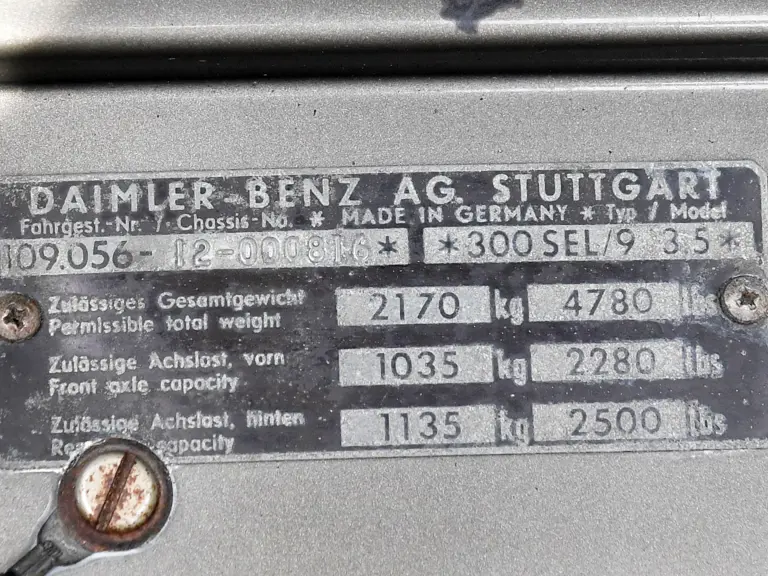 DAIMLER-BENZ AG. STUTTGART
Fahrgest.-Nr. / Chassis-No. * MADE IN GERMANY * Typ / Model
109.056- 12-000816 * *300 SEL/9 3.5*
Zulässiges Gesamtgewicht 2170 kg 4780 lbs
Permissible total weight
Zulässige Achslast, vorn 1035 kg 2280 lbs
Front axle capacity
Zulässige Achslast, hinten 1135 kg 2500 lbs
capacity